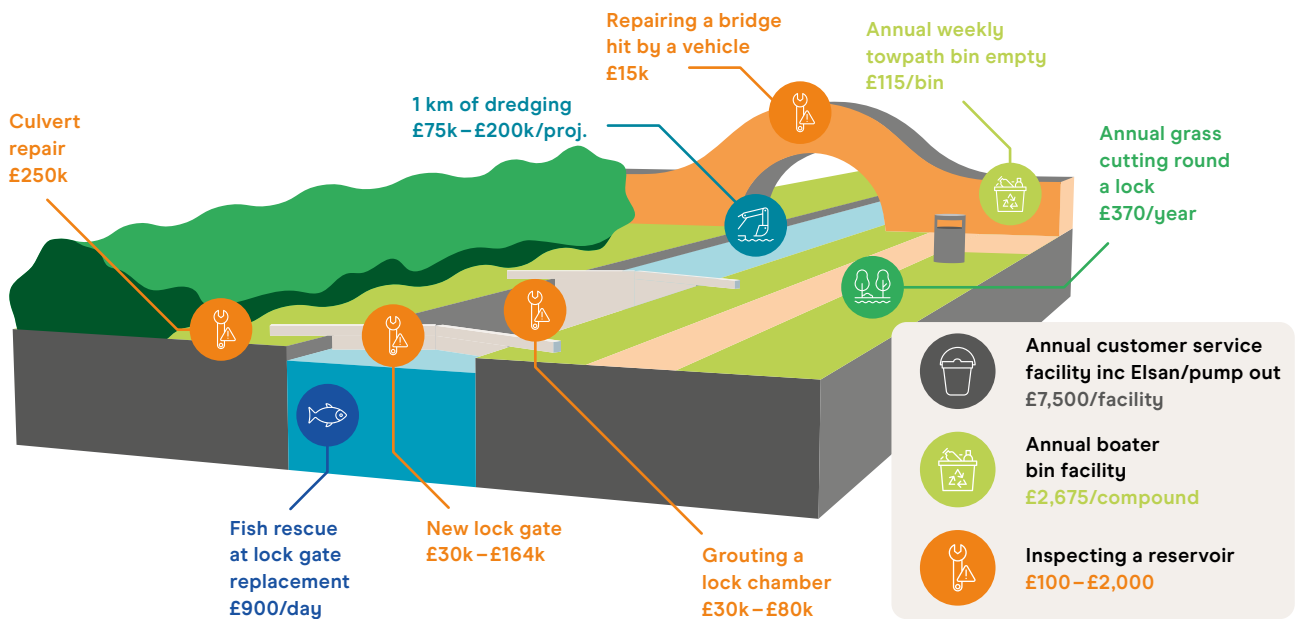 Repairing a bridge
hit by a vehicle
£15k
Annual weekly
towpath bin empty
£115/bin
1 km of dredging
£75k–£200k/proj.
Culvert
repair
£250k
Annual grass
cutting round
a lock
£370/year
Annual customer service
facility inc Elsan/pump out
£7,500/facility
Annual boater
bin facility
£2,675/compound
Inspecting a reservoir
£100–£2,000
Fish rescue
at lock gate
replacement
£900/day
New lock gate
£30k–£164k
Grouting a
lock chamber
£30k–£80k